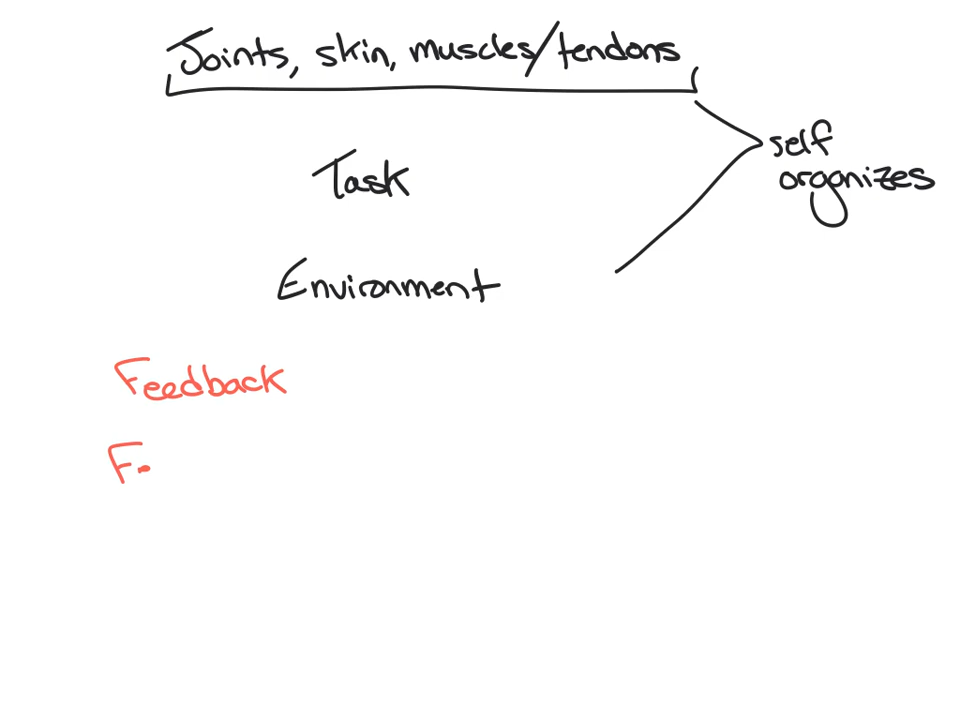 Joints, skin, muscles/tendons
self
organizes
Task
Environment
Feedback
F